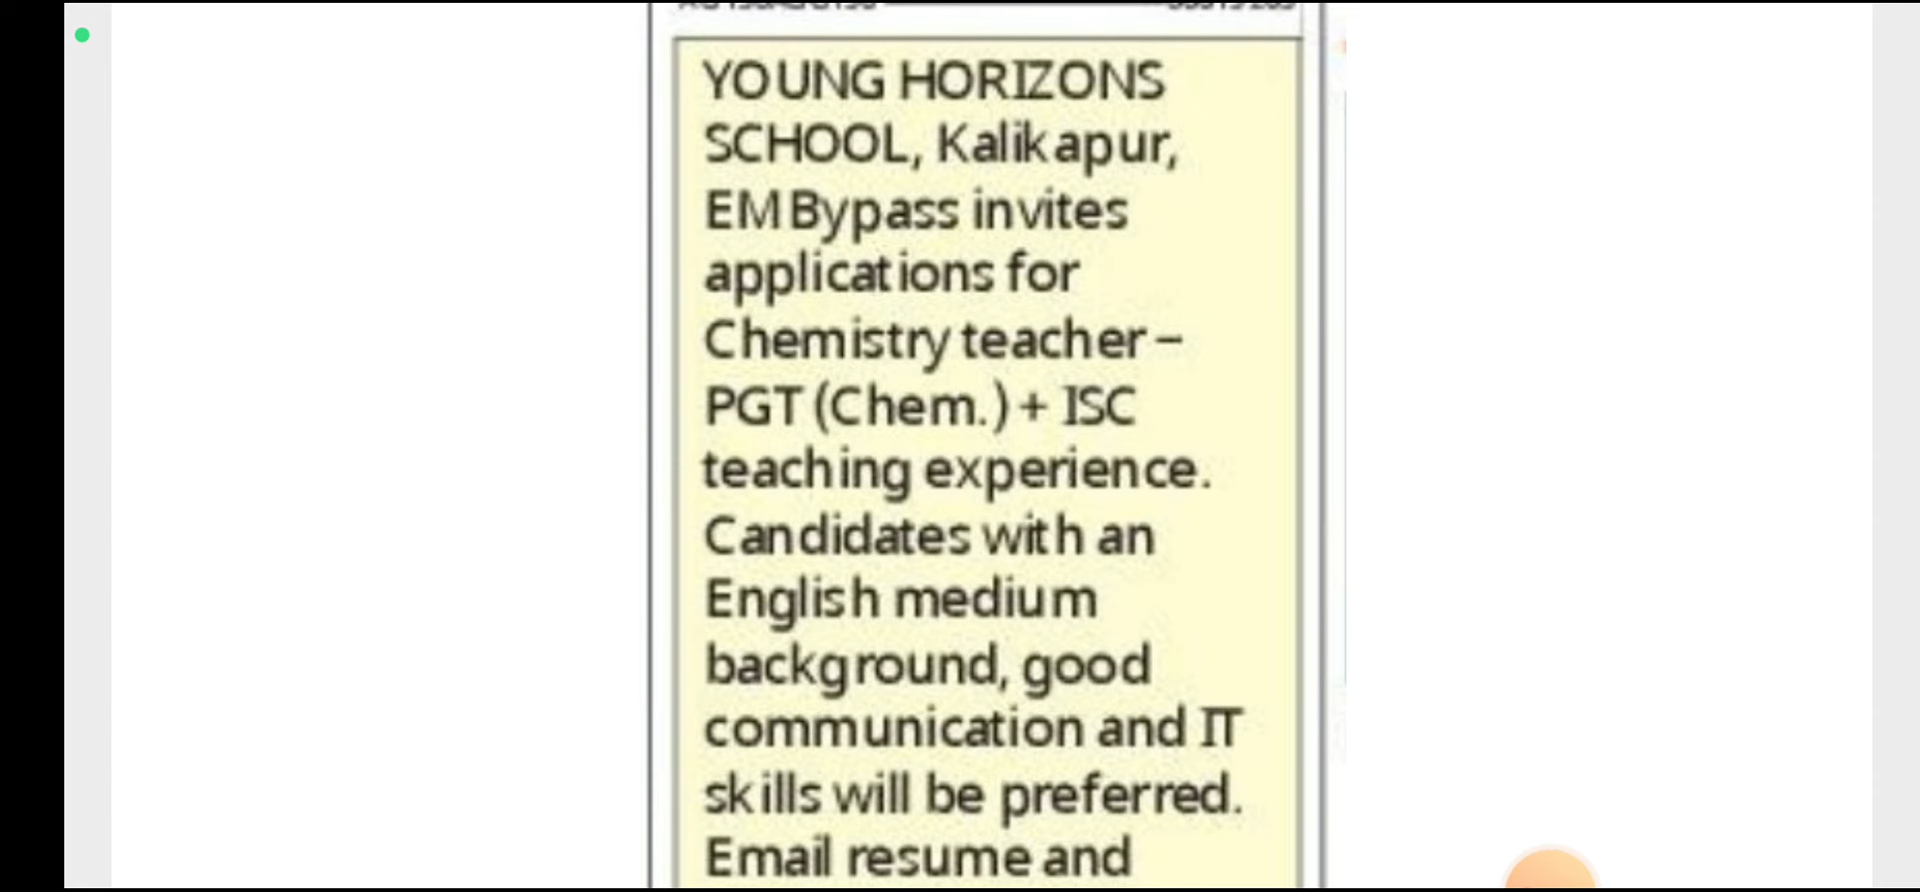 YOUNG HORIZONS
SCHOOL, Kalikapur,
EM Bypass invites
applications for
Chemistry teacher –
PGT (Chem.) + ISC
teaching experience.
Candidates with an
English medium
background, good
communication and IT
skills will be preferred.
Email resume and